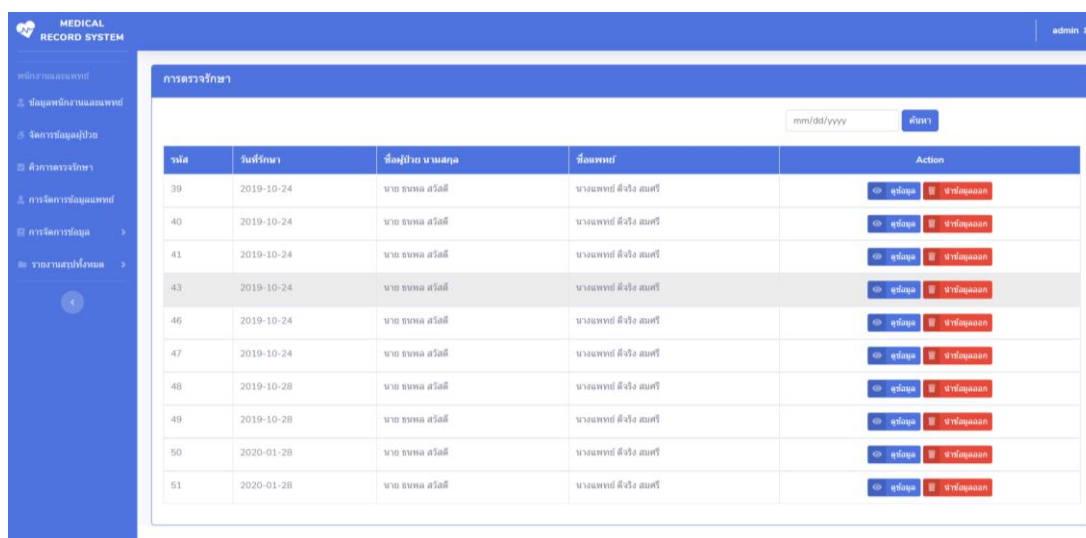 MEDICAL
RECORD SYSTEM
admin
พนักงานและแพทย์
ข้อมูลพนักงานและแพทย์
จัดการข้อมูลผู้ป่วย
คิวการตรวจรักษา
การจัดการข้อมูลแพทย์
การจัดการข้อมูล
รายงานสรุปทั้งหมด
การตรวจรักษา
mm/dd/yyyy ค้นหา
รหัส วันที่รักษา ชื่อผู้ป่วย นามสกุล ชื่อแพทย์ Action
39 2019-10-24 นาย ธนพล สวัสดี นางแพทย์ ดีจริง สมศรี ดูข้อมูล นำข้อมูลออก
40 2019-10-24 นาย ธนพล สวัสดี นางแพทย์ ดีจริง สมศรี ดูข้อมูล นำข้อมูลออก
41 2019-10-24 นาย ธนพล สวัสดี นางแพทย์ ดีจริง สมศรี ดูข้อมูล นำข้อมูลออก
43 2019-10-24 นาย ธนพล สวัสดี นางแพทย์ ดีจริง สมศรี ดูข้อมูล นำข้อมูลออก
46 2019-10-24 นาย ธนพล สวัสดี นางแพทย์ ดีจริง สมศรี ดูข้อมูล นำข้อมูลออก
47 2019-10-24 นาย ธนพล สวัสดี นางแพทย์ ดีจริง สมศรี ดูข้อมูล นำข้อมูลออก
48 2019-10-28 นาย ธนพล สวัสดี นางแพทย์ ดีจริง สมศรี ดูข้อมูล นำข้อมูลออก
49 2019-10-28 นาย ธนพล สวัสดี นางแพทย์ ดีจริง สมศรี ดูข้อมูล นำข้อมูลออก
50 2020-01-28 นาย ธนพล สวัสดี นางแพทย์ ดีจริง สมศรี ดูข้อมูล นำข้อมูลออก
51 2020-01-28 นาย ธนพล สวัสดี นางแพทย์ ดีจริง สมศรี ดูข้อมูล นำข้อมูลออก